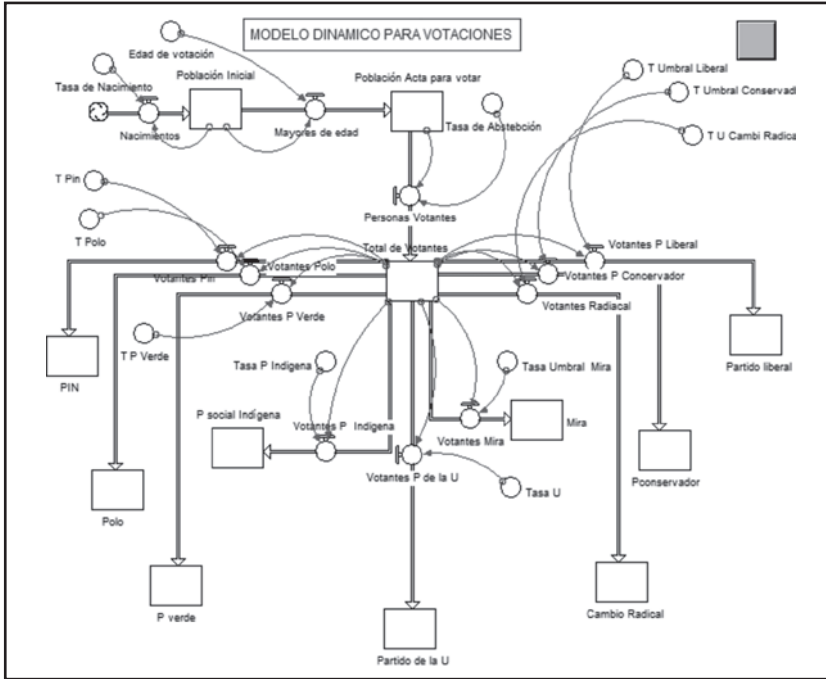 MODELO DINAMICO PARA VOTACIONES
Edad de votación
Tasa de Nacimiento
Población Inicial
Población Acta para votar
T Umbral Liberal
T Umbral Conservad
Tasa de Abstebción
T U Cambi Radica
Nacimientos
Mayores de edad
T Pin
Personas Votantes
T Polo
Total de Votantes
Votantes P Liberal
Votantes Polo
Votantes Pin
Votantes P Concervador
Votantes P Verde
Votantes Radiacal
T P Verde
Tasa P Indigena
Tasa Umbral Mira
Partido liberal
PIN
P social Indígena
Votantes P Indigena
Votantes Mira
Mira
Votantes P de la U
Pconservador
Tasa U
Polo
P verde
Cambio Radical
Partido de la U